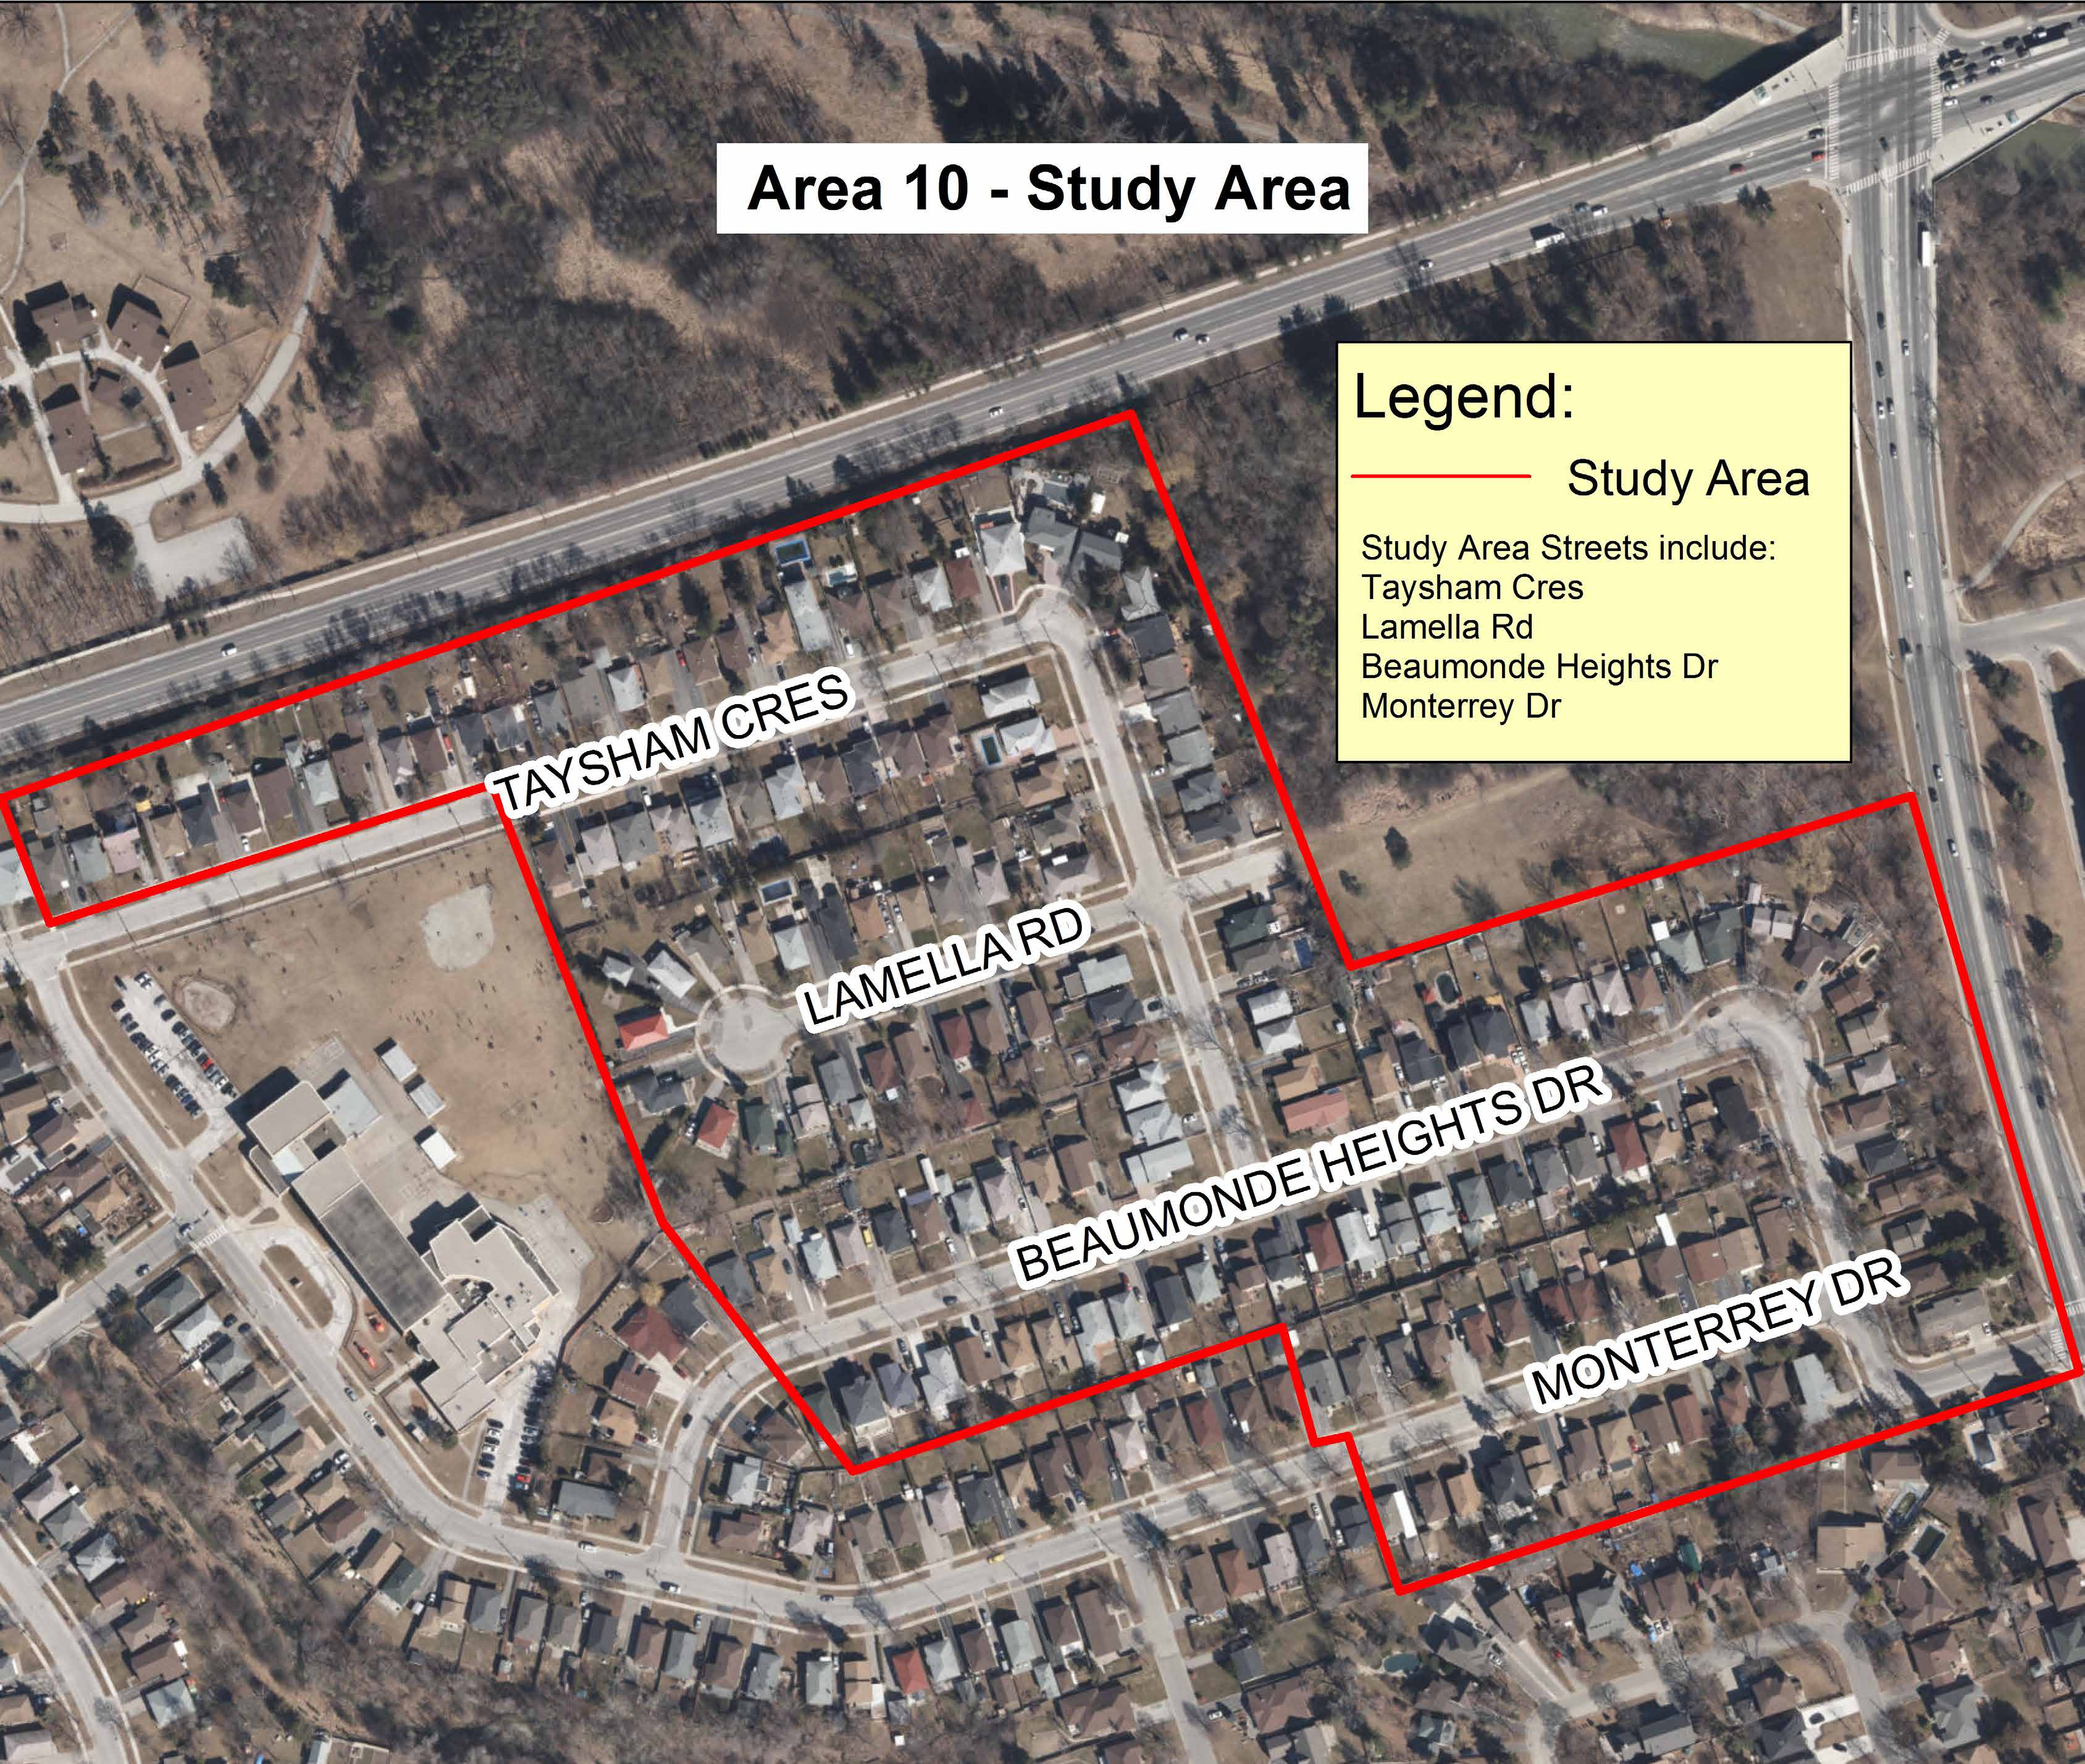 Area 10 - Study Area
Legend:
Study Area
Study Area Streets include:
Taysham Cres
Lamella Rd
Beaumonde Heights Dr
Monterrey Dr
TAYSHAM CRES
LAMELLA RD
BEAUMONDE HEIGHTS DR
MONTERREY DR